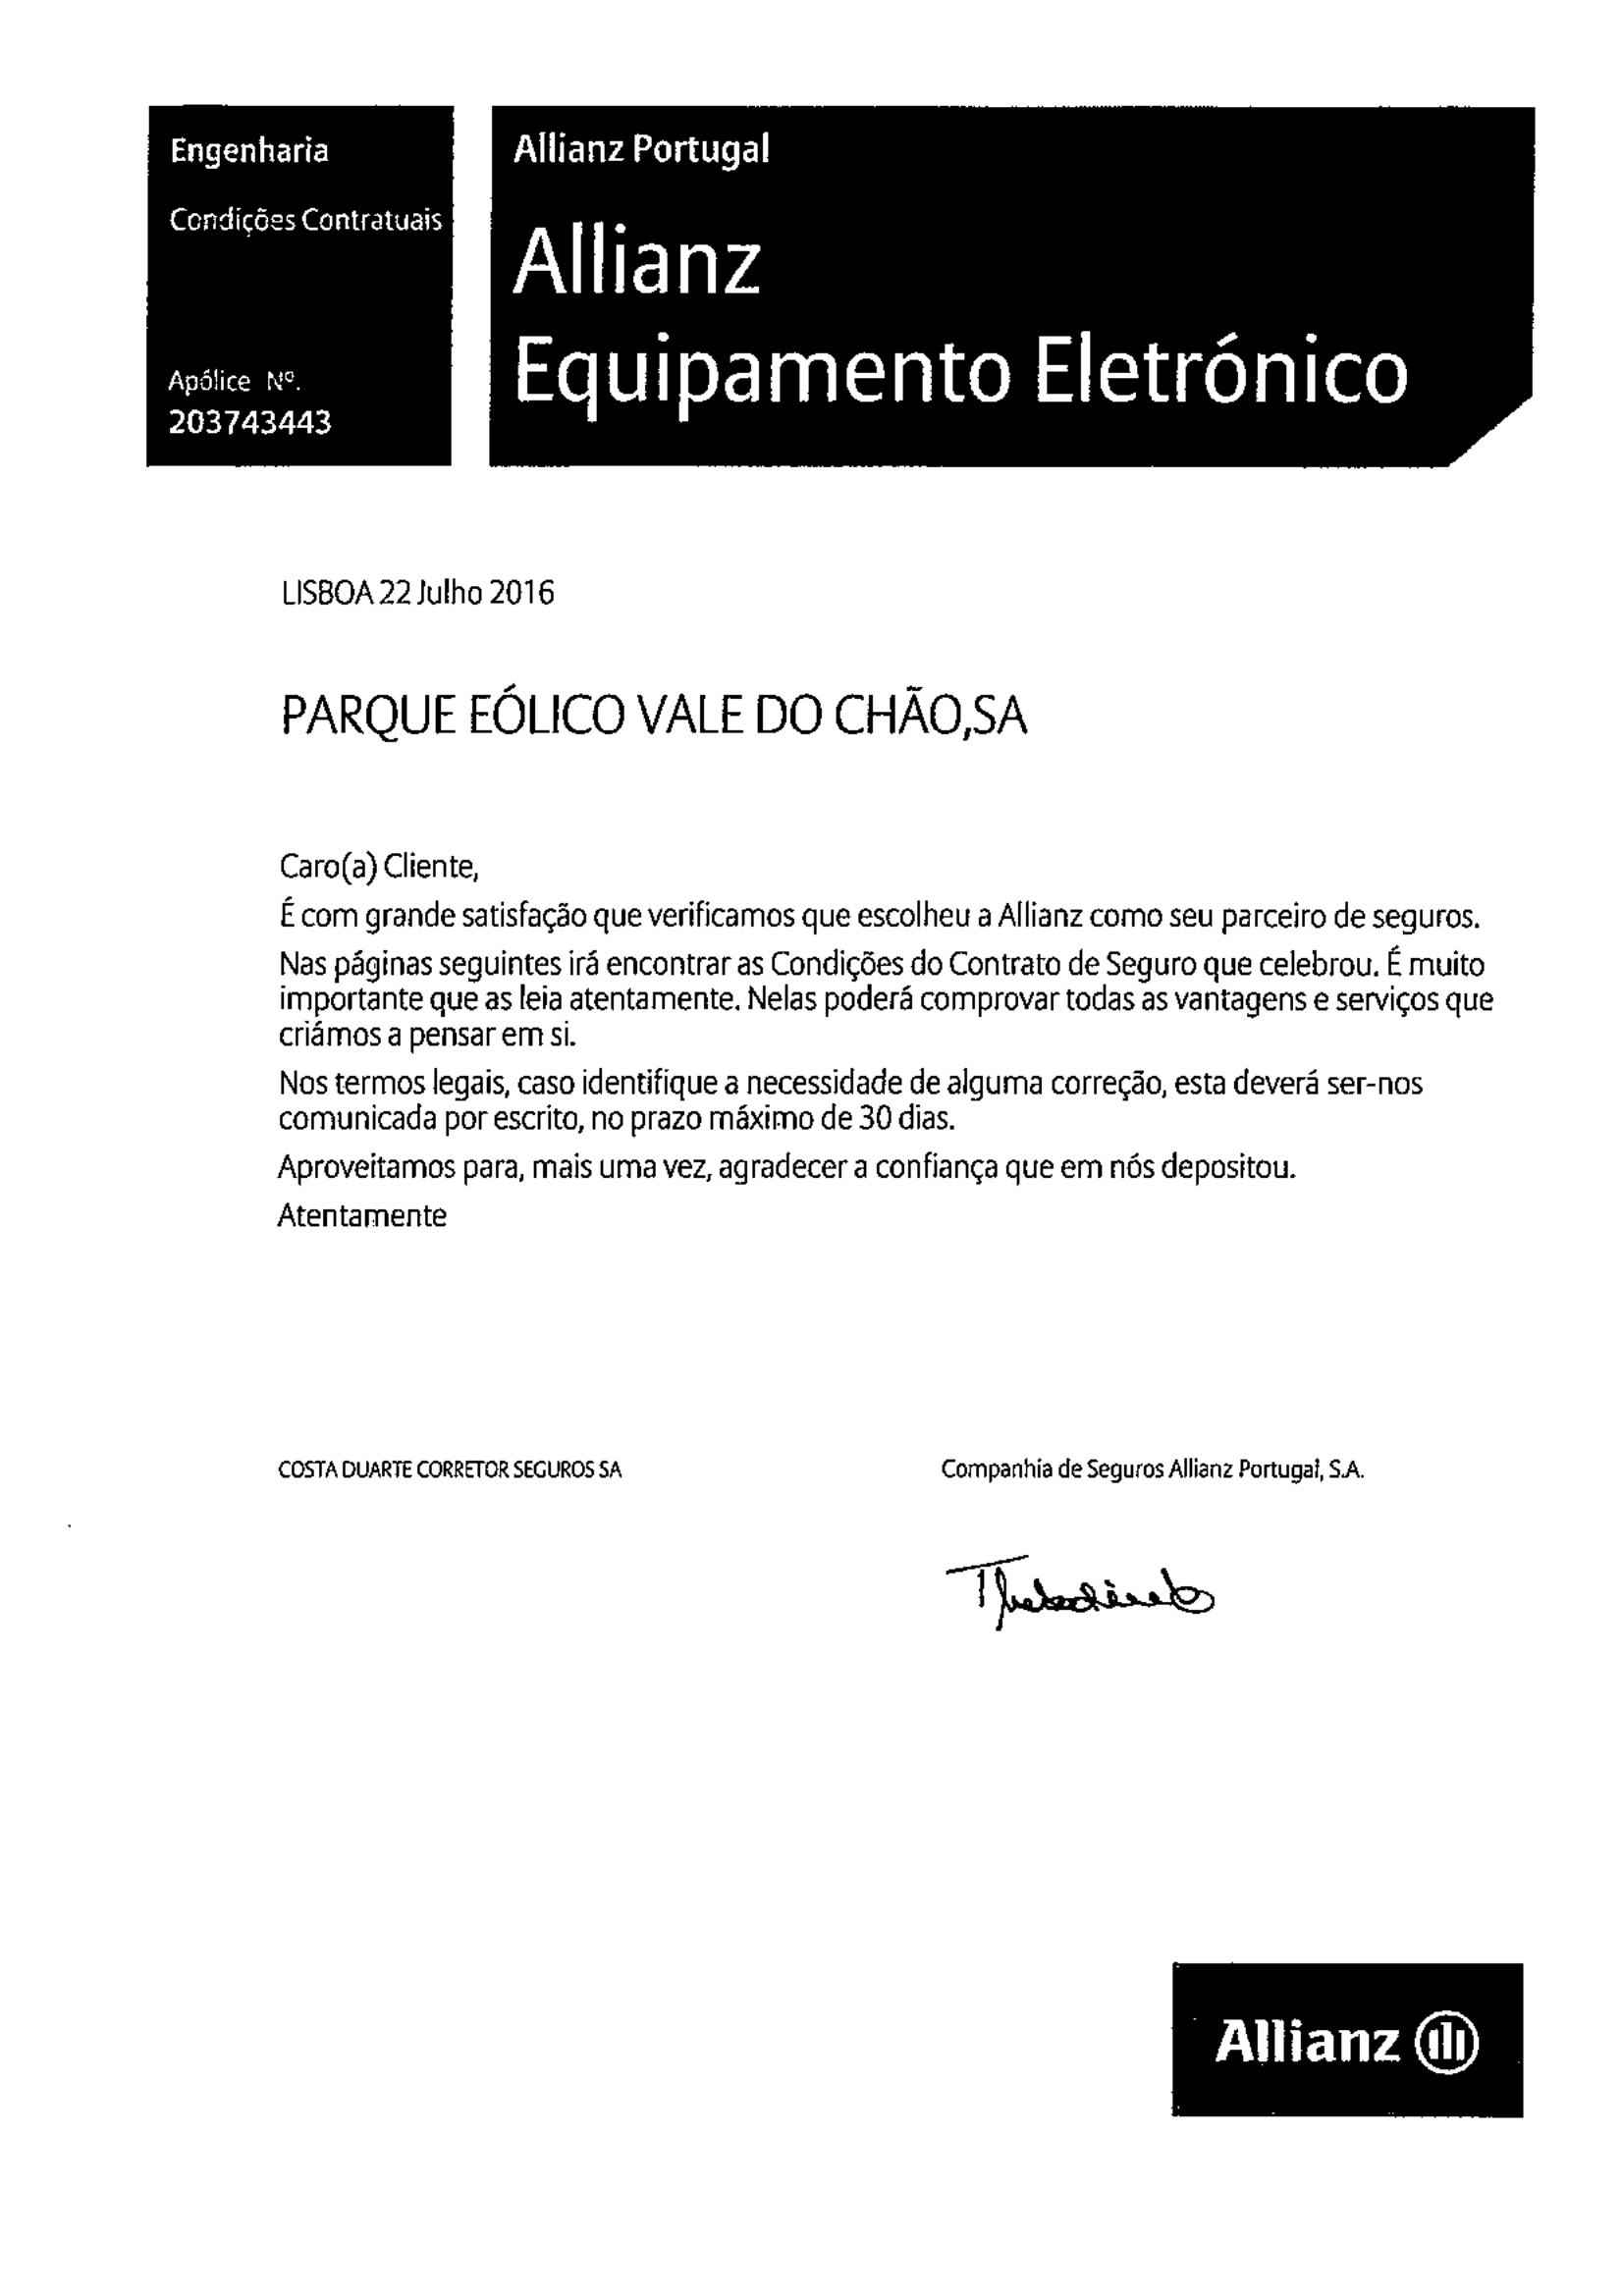 Engenharia
Condições Contratuais
Apólice Nº.
203743443
Allianz Portugal
Allianz
Equipamento Eletrónico
LISBOA 22 Julho 2016
PARQUE EÓLICO VALE DO CHÃO,SA
Caro(a) Cliente,
É com grande satisfação que verificamos que escolheu a Allianz como seu parceiro de seguros.
Nas páginas seguintes irá encontrar as Condições do Contrato de Seguro que celebrou. É muito
importante que as leia atentamente. Nelas poderá comprovar todas as vantagens e serviços que
criámos a pensar em si.
Nos termos legais, caso identifique a necessidade de alguma correção, esta deverá ser-nos
comunicada por escrito, no prazo máximo de 30 dias.
Aproveitamos para, mais uma vez, agradecer a confiança que em nós depositou.
Atentamente
COSTA DUARTE CORRETOR SEGUROS SA
Companhia de Seguros Allianz Portugal, S.A.
Allianz